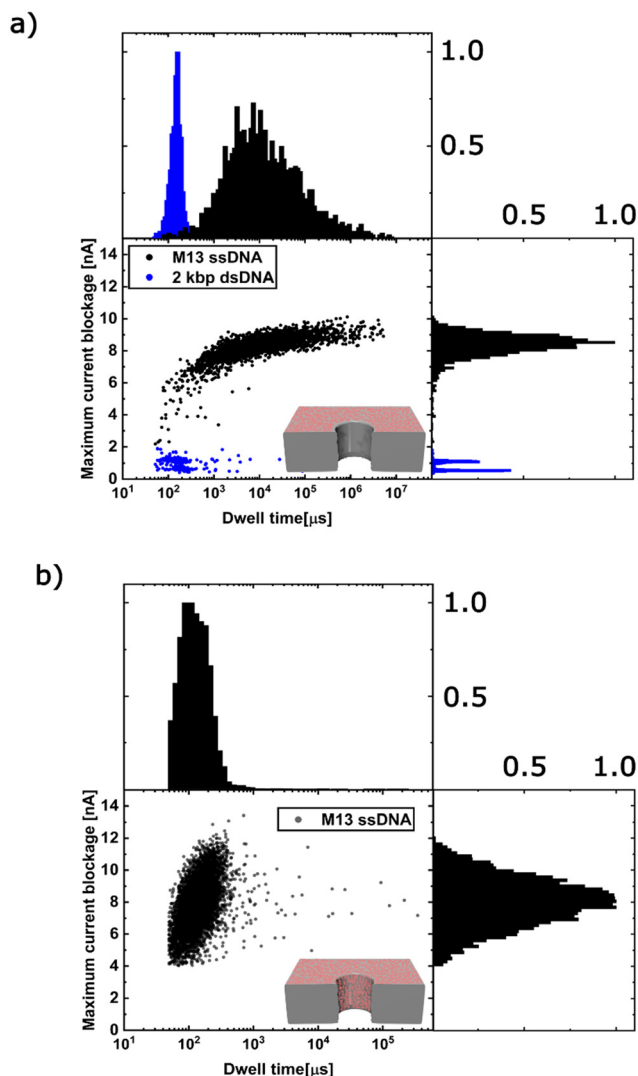 a)
1.0
0.5
0.5 1.0
14
12
10
8
6
4
2
0
Maximum current blockage [nA]
M13 ssDNA
2 kbp dsDNA
10¹ 10² 10³ 10⁴ 10⁵ 10⁶ 10⁷
Dwell time[µs]
b)
1.0
0.5
0.5 1.0
14
12
10
8
6
4
2
0
Maximum current blockage [nA]
M13 ssDNA
10¹ 10² 10³ 10⁴ 10⁵
Dwell time[µs]